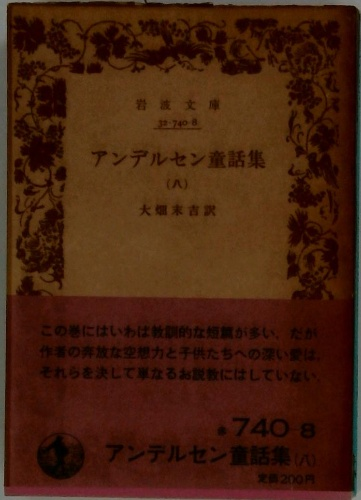 岩波文庫
32-740-8
アンデルセン童話集
(八)
大畑末吉訳
この巻にはいわば教訓的な短篇が多い．だが
作者の奔放な空想力と子供たちへの深い愛は，
それらを決して単なるお説教にはしていない．
赤740-8
アンデルセン童話集(八)
定価200円